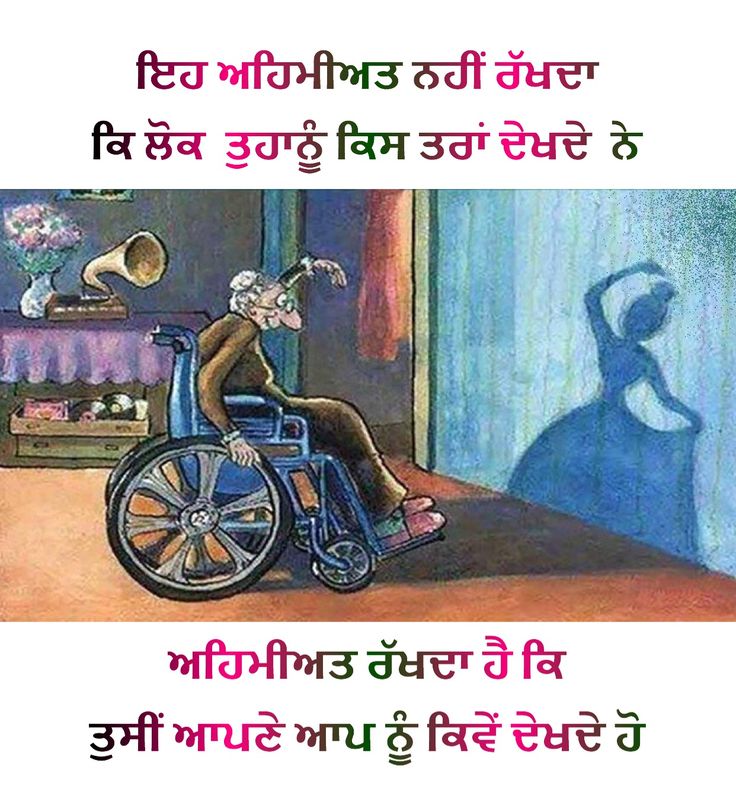 ਇਹ ਅਹਿਮੀਅਤ ਨਹੀਂ ਰੱਖਦਾ
ਕਿ ਲੋਕ ਤੁਹਾਨੂੰ ਕਿਸ ਤਰਾਂ ਦੇਖਦੇ ਨੇ
ਅਹਿਮੀਅਤ ਰੱਖਦਾ ਹੈ ਕਿ
ਤੁਸੀਂ ਆਪਣੇ ਆਪ ਨੂੰ ਕਿਵੇਂ ਦੇਖਦੇ ਹੋ